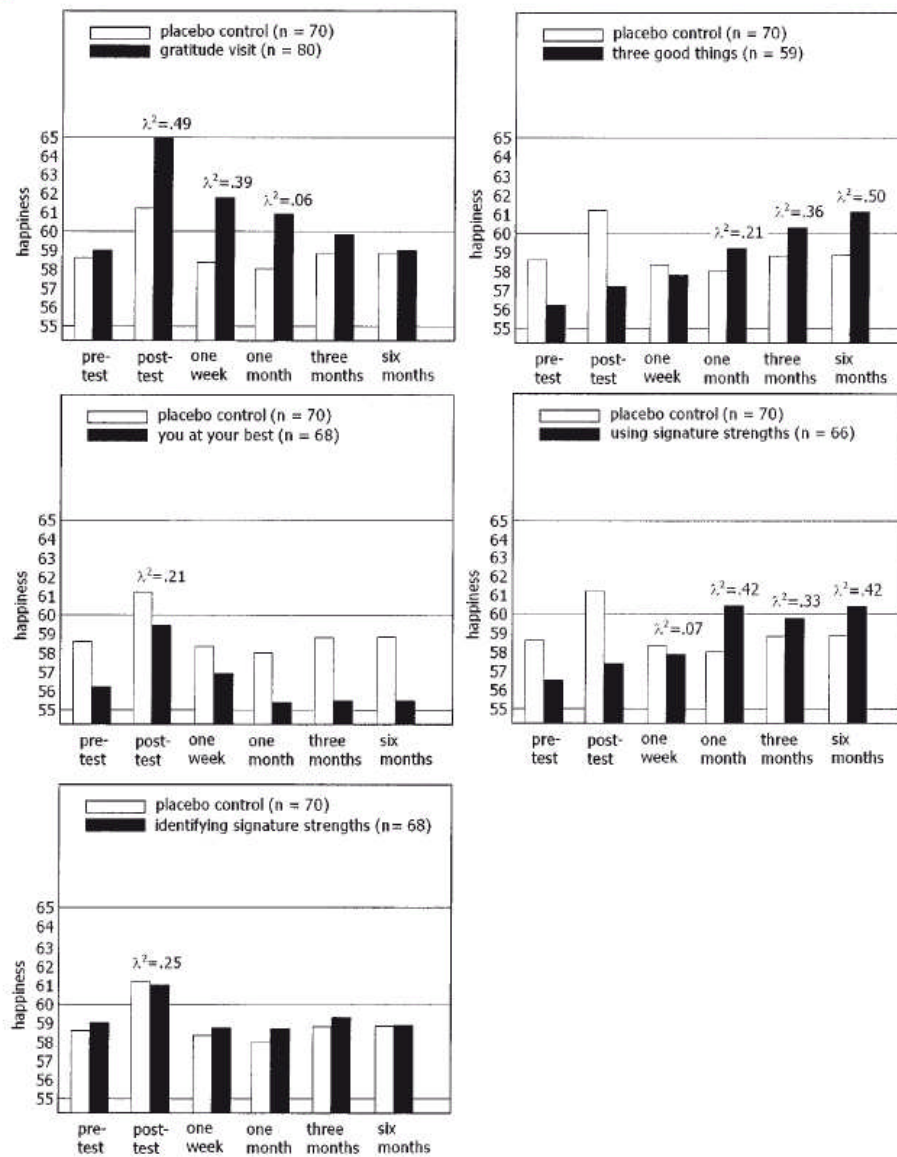 placebo control (n = 70)
gratitude visit (n = 80)
happiness
65
64
63
62
61
60
59
58
57
56
55
λ²=.49
λ²=.39
λ²=.06
pre-test
post-test
one week
one month
three months
six months
placebo control (n = 70)
three good things (n = 59)
happiness
65
64
63
62
61
60
59
58
57
56
55
λ²=.21
λ²=.36
λ²=.50
pre-test
post-test
one week
one month
three months
six months
placebo control (n = 70)
you at your best (n = 68)
happiness
65
64
63
62
61
60
59
58
57
56
55
λ²=.21
pre-test
post-test
one week
one month
three months
six months
placebo control (n = 70)
using signature strengths (n = 66)
happiness
65
64
63
62
61
60
59
58
57
56
55
λ²=.07
λ²=.42
λ²=.33
λ²=.42
pre-test
post-test
one week
one month
three months
six months
placebo control (n = 70)
identifying signature strengths (n= 68)
happiness
65
64
63
62
61
60
59
58
57
56
55
λ²=.25
pre-test
post-test
one week
one month
three months
six months